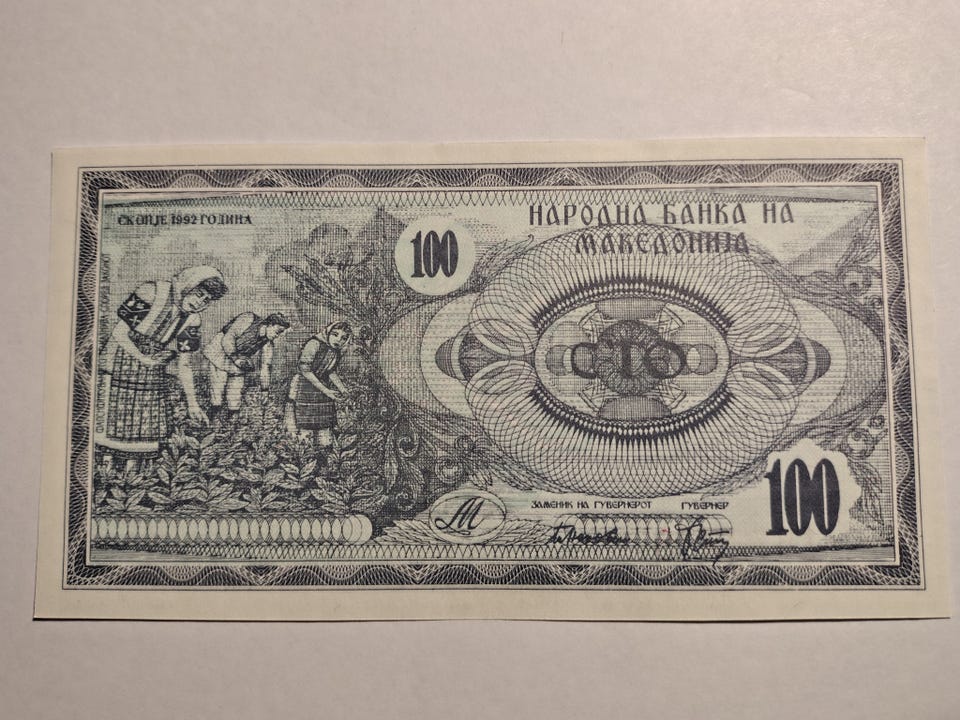 СКОПЈЕ 1992 ГОДИНА
100
НАРОДНА БАНКА НА
МАКЕДОНИЈА
СТО
100
ЗАМЕНИК НА ГУВЕРНЕРОТ ГУВЕРНЕР
М